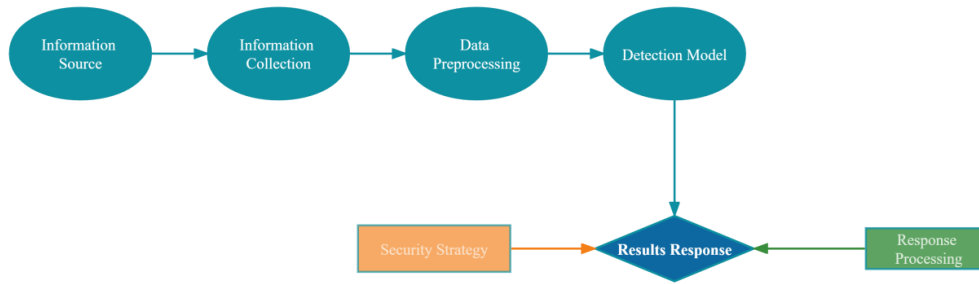 Information
Source
Information
Collection
Data
Preprocessing
Detection Model
Security Strategy
Results Response
Response
Processing